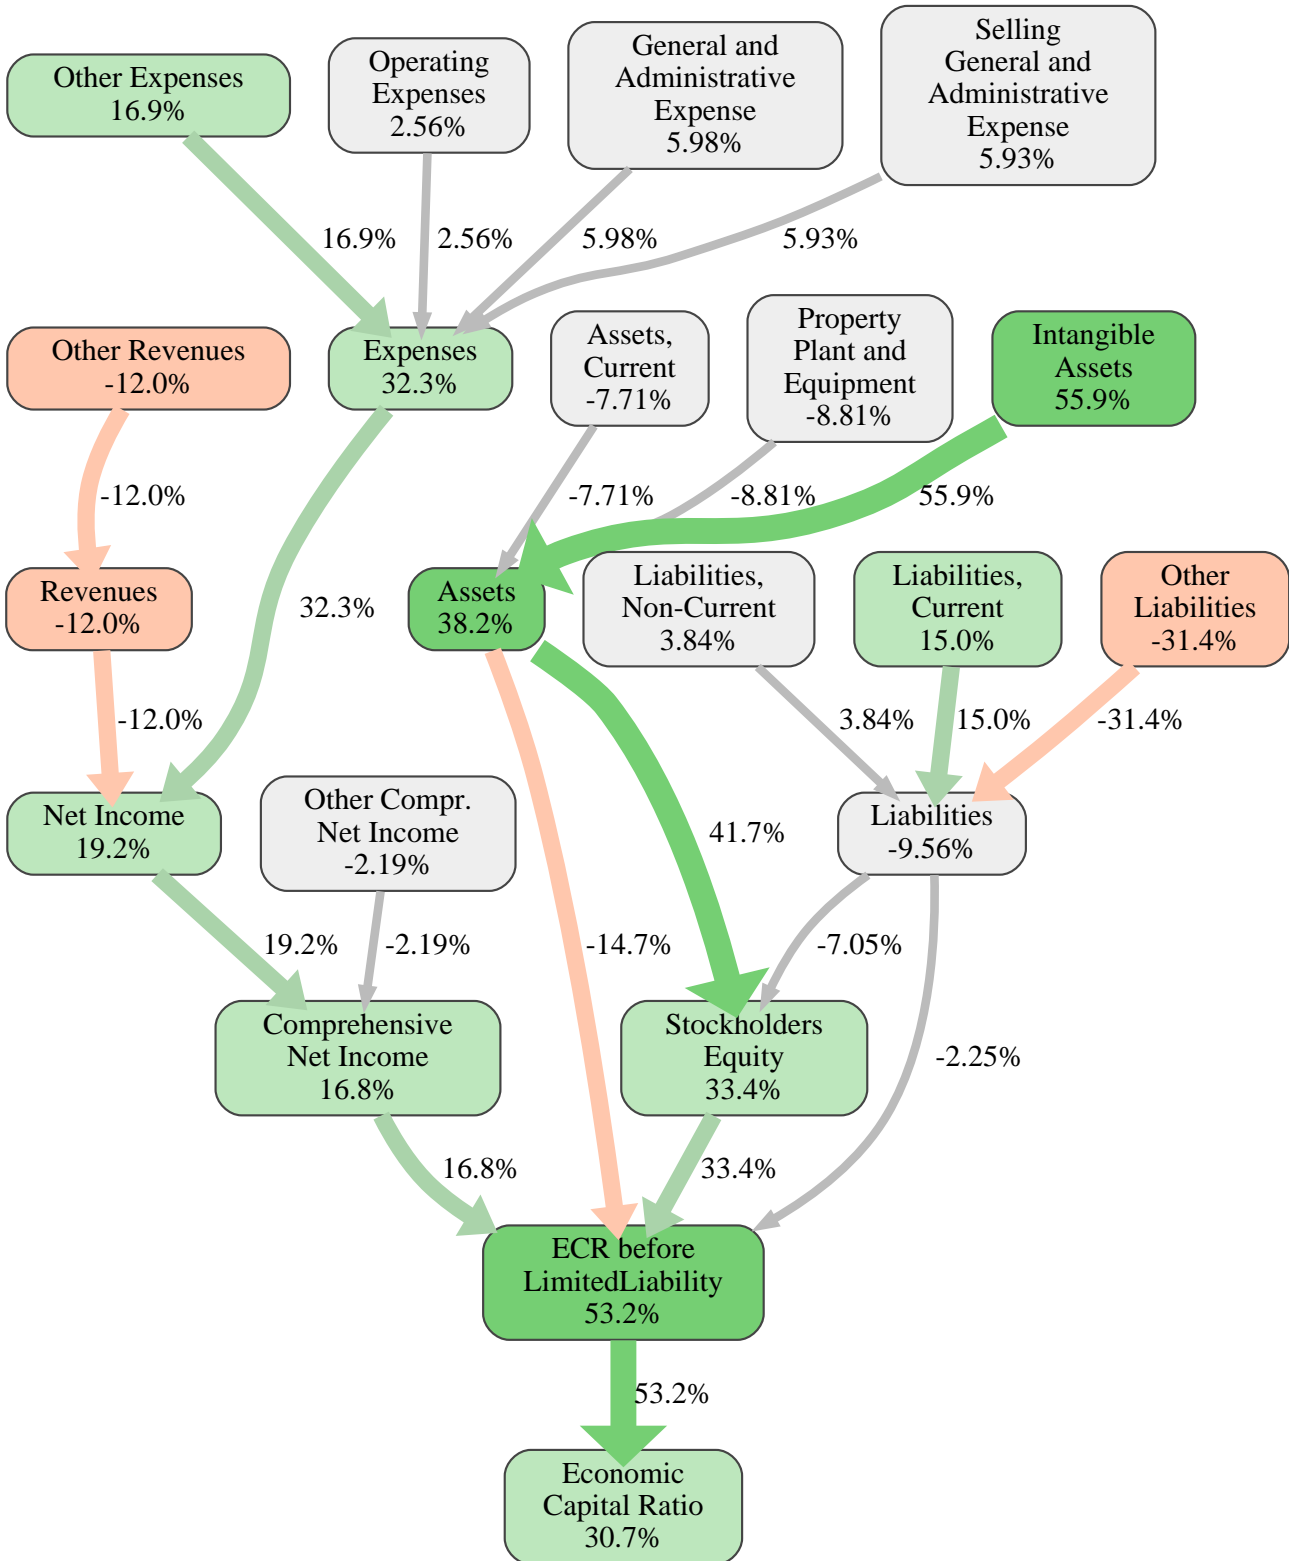 Other Expenses
16.9%
Operating
Expenses
2.56%
General and
Administrative
Expense
5.98%
Selling
General and
Administrative
Expense
5.93%
16.9%
2.56%
5.98%
5.93%
Other Revenues
-12.0%
Expenses
32.3%
Assets,
Current
-7.71%
Property
Plant and
Equipment
-8.81%
Intangible
Assets
55.9%
-12.0%
-7.71%
-8.81%
55.9%
Revenues
-12.0%
32.3%
Assets
38.2%
Liabilities,
Non-Current
3.84%
Liabilities,
Current
15.0%
Other
Liabilities
-31.4%
-12.0%
3.84%
15.0%
-31.4%
Net Income
19.2%
Other Compr.
Net Income
-2.19%
41.7%
Liabilities
-9.56%
19.2%
-2.19%
-14.7%
-7.05%
Comprehensive
Net Income
16.8%
Stockholders
Equity
33.4%
-2.25%
16.8%
33.4%
ECR before
LimitedLiability
53.2%
53.2%
Economic
Capital Ratio
30.7%